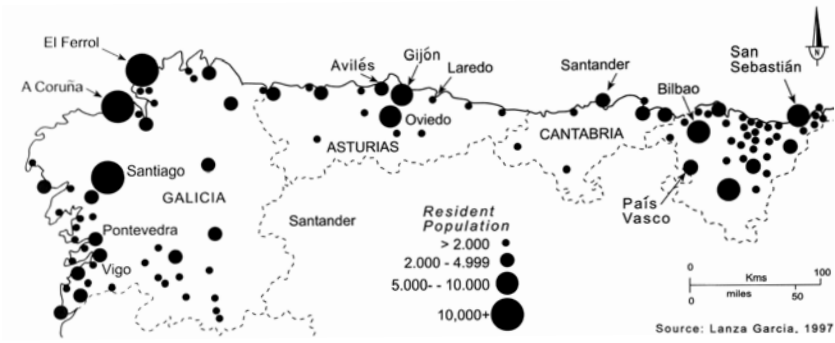 El Ferrol
A Coruña
Santiago
GALICIA
Pontevedra
Vigo
Avilés
Gijón
Laredo
Oviedo
ASTURIAS
Santander
Santander
CANTABRIA
Bilbao
San
Sebastián
País
Vasco
N
Resident
Population
> 2.000
2.000 - 4.999
5.000- - 10.000
10,000+
0 Kms 100
0 miles 50
Source: Lanza García, 1997